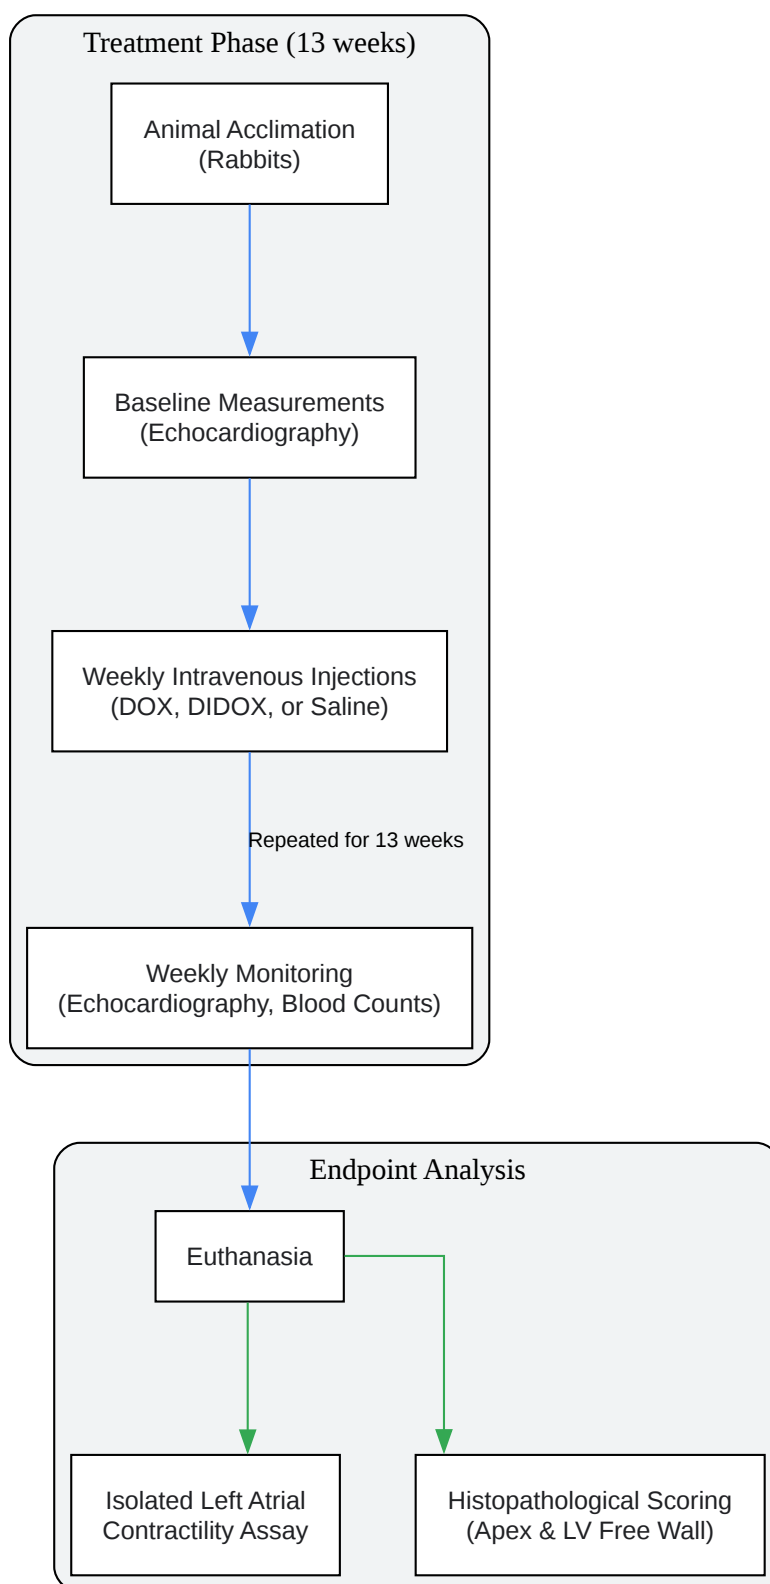 Treatment Phase (13 weeks)
Animal Acclimation
(Rabbits)
Baseline Measurements
(Echocardiography)
Weekly Intravenous Injections
(DOX, DIDOX, or Saline)
Repeated for 13 weeks
Weekly Monitoring
(Echocardiography, Blood Counts)
Endpoint Analysis
Euthanasia
Isolated Left Atrial
Contractility Assay
Histopathological Scoring
(Apex & LV Free Wall)